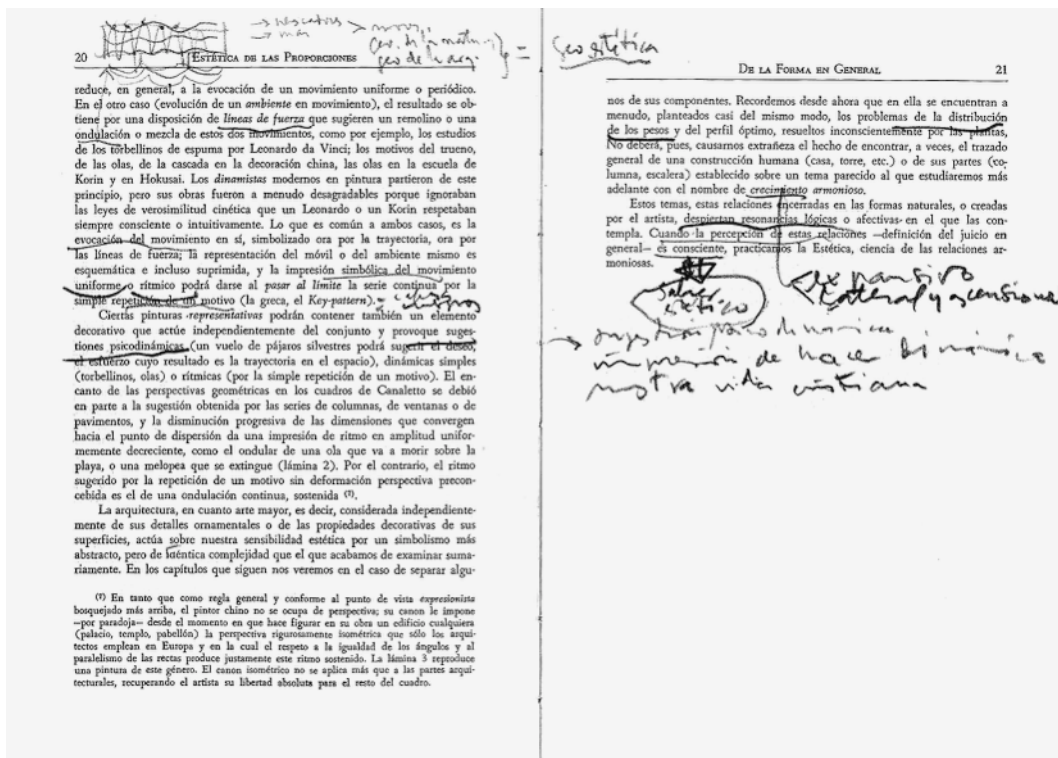 geo estética
20 ESTÉTICA DE LAS PROPORCIONES
reduce, en general, a la evocación de un movimiento uniforme o periódico.
En el otro caso (evolución de un ambiente en movimiento), el resultado se ob-
tiene por una disposición de líneas de fuerza que sugieren un remolino o una
ondulación o mezcla de estos dos movimientos, como por ejemplo, los estudios
de los torbellinos de espuma por Leonardo da Vinci; los motivos del trueno,
de las olas, de la cascada en la decoración china, las olas en la escuela de
Korin y en Hokusai. Los dinamistas modernos en pintura partieron de este
principio, pero sus obras fueron a menudo desagradables porque ignoraban
las leyes de verosimilitud cinética que un Leonardo o un Korin respetaban
siempre consciente o intuitivamente. Lo que es común a ambos casos, es la
evocación del movimiento en sí, simbolizado ora por la trayectoria, ora por
las líneas de fuerza; la representación del móvil o del ambiente mismo es
esquemática e incluso suprimida, y la impresión simbólica del movimiento
uniforme o rítmico podrá darse al pasar al límite la serie continua por la
simple repetición de un motivo (la greca, el Key-pattern).
Ciertas pinturas representativas podrán contener también un elemento
decorativo que actúe independientemente del conjunto y provoque suges-
tiones psicodinámicas (un vuelo de pájaros silvestres podrá sugerir el deseo,
el esfuerzo cuyo resultado es la trayectoria en el espacio), dinámicas simples
(torbellinos, olas) o rítmicas (por la simple repetición de un motivo). El en-
canto de las perspectivas geométricas en los cuadros de Canaletto se debió
en parte a la sugestión obtenida por las series de columnas, de ventanas o de
pavimentos, y la disminución progresiva de las dimensiones que convergen
hacia el punto de dispersión da una impresión de ritmo en amplitud unifor-
memente decreciente, como el ondular de una ola que va a morir sobre la
playa, o una melopea que se extingue (lámina 2). Por el contrario, el ritmo
sugerido por la repetición de un motivo sin deformación perspectiva precon-
cebida es el de una ondulación continua, sostenida (7).
La arquitectura, en cuanto arte mayor, es decir, considerada independiente-
mente de sus detalles ornamentales o de las propiedades decorativas de sus
superficies, actúa sobre nuestra sensibilidad estética por un simbolismo más
abstracto, pero de idéntica complejidad que el que acabamos de examinar suma-
riamente. En los capítulos que siguen nos veremos en el caso de separar algu-
(7) En tanto que como regla general y conforme al punto de vista expresionista
bosquejado más arriba, el pintor chino no se ocupa de perspectiva; su canon le impone
—por paradoja— desde el momento en que hace figurar en su obra un edificio cualquiera
(palacio, templo, pabellón) la perspectiva rigurosamente isométrica que sólo los arqui-
tectos emplean en Europa y en la cual el respeto a la igualdad de los ángulos y al
paralelismo de las rectas produce justamente este ritmo sostenido. La lámina 3 reproduce
una pintura de este género. El canon isométrico no se aplica más que a las partes arqui-
tecturales, recuperando el artista su libertad absoluta para el resto del cuadro.
DE LA FORMA EN GENERAL 21
nos de sus componentes. Recordemos desde ahora que en ella se encuentran a
menudo, planteados casi del mismo modo, los problemas de la distribución
de los pesos y del perfil óptimo, resueltos inconscientemente por las plantas,
No deberá, pues, causarnos extrañeza el hecho de encontrar, a veces, el trazado
general de una construcción humana (casa, torre, etc.) o de sus partes (co-
lumna, escalera) establecido sobre un tema parecido al que estudiaremos más
adelante con el nombre de crecimiento armonioso.
Estos temas, estas relaciones encerradas en las formas naturales, o creadas
por el artista, despiertan resonancias lógicas o afectivas en el que las con-
templa. Cuando la percepción de estas relaciones —definición del juicio en
general— es consciente, practicamos la Estética, ciencia de las relaciones ar-
moniosas.
expansivo
lateral y ascensional
saber
estético
sugestion psico dinamica
impresión de hacer dinámica
nuestra vida cristiana